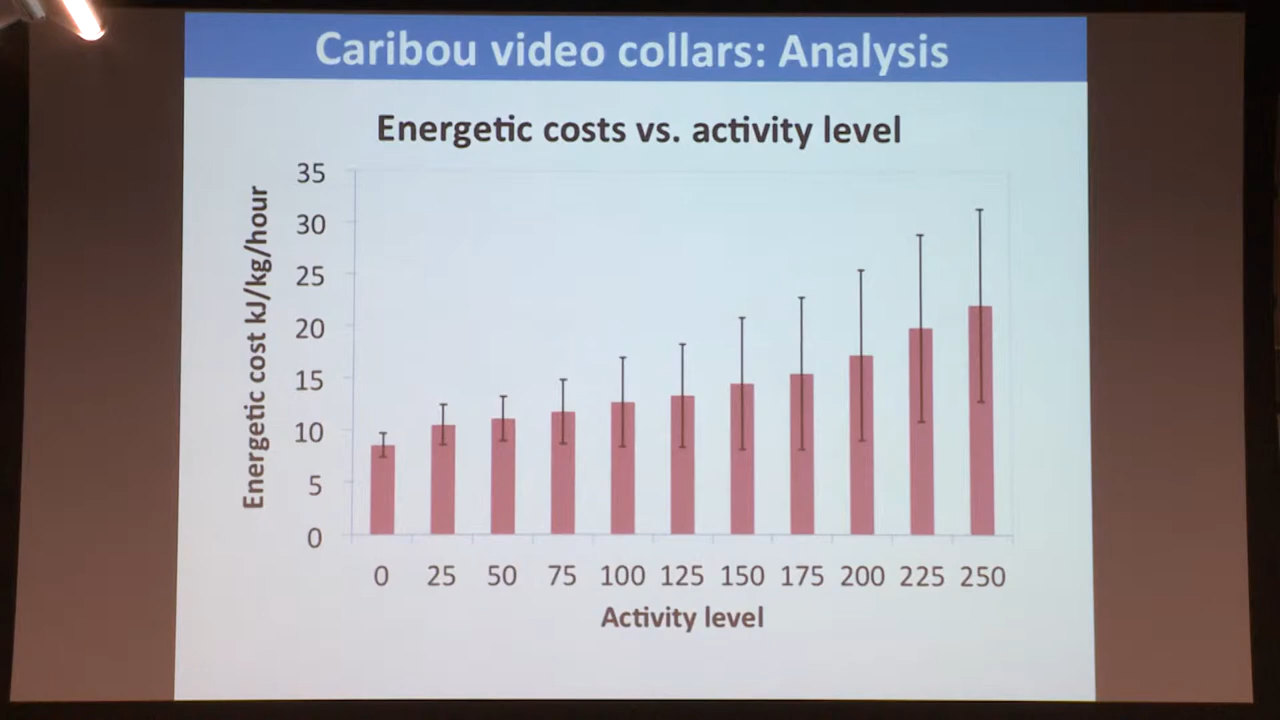 Caribou video collars: Analysis
Energetic costs vs. activity level
Energetic cost kJ/kg/hour
35
30
25
20
15
10
5
0
0 25 50 75 100 125 150 175 200 225 250
Activity level